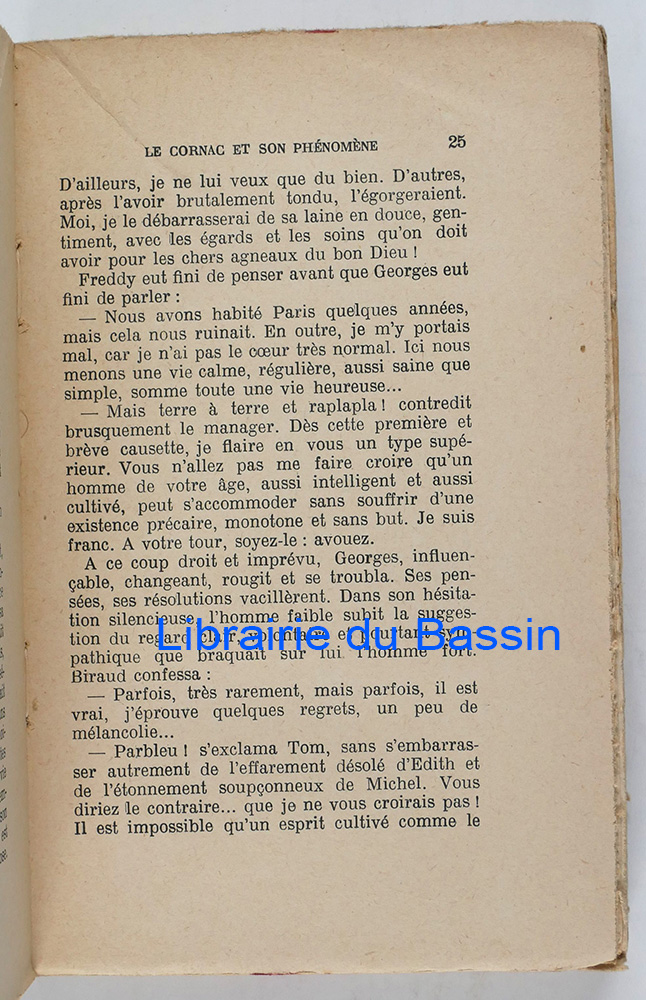 LE CORNAC ET SON PHÉNOMÈNE 25
D'ailleurs, je ne lui veux que du bien. D'autres,
après l'avoir brutalement tondu, l'égorgeraient.
Moi, je le débarrasserai de sa laine en douce, gen-
timent, avec les égards et les soins qu'on doit
avoir pour les chers agneaux du bon Dieu !
Freddy eut fini de penser avant que Georges eut
fini de parler :
— Nous avons habité Paris quelques années,
mais cela nous ruinait. En outre, je m'y portais
mal, car je n'ai pas le cœur très normal. Ici nous
menons une vie calme, régulière, aussi saine que
simple, somme toute une vie heureuse...
— Mais terre à terre et raplapla ! contredit
brusquement le manager. Dès cette première et
brève causette, je flaire en vous un type supé-
rieur. Vous n'allez pas me faire croire qu'un
homme de votre âge, aussi intelligent et aussi
cultivé, peut s'accommoder sans souffrir d'une
existence précaire, monotone et sans but. Je suis
franc. A votre tour, soyez-le : avouez.
A ce coup droit et imprévu, Georges, influen-
çable, changeant, rougit et se troubla. Ses pen-
sées, ses résolutions vacillèrent. Dans son hésita-
tion silencieuse, l'homme faible subit la sugges-
tion du regard clair, volontaire et pourtant sym-
pathique que braquait sur lui l'homme fort.
Biraud confessa :
— Parfois, très rarement, mais parfois, il est
vrai, j'éprouve quelques regrets, un peu de
mélancolie...
— Parbleu ! s'exclama Tom, sans s'embarras-
ser autrement de l'effarement désolé d'Edith et
de l'étonnement soupçonneux de Michel. Vous
diriez le contraire... que je ne vous croirais pas !
Il est impossible qu'un esprit cultivé comme le
Librairie du Bassin